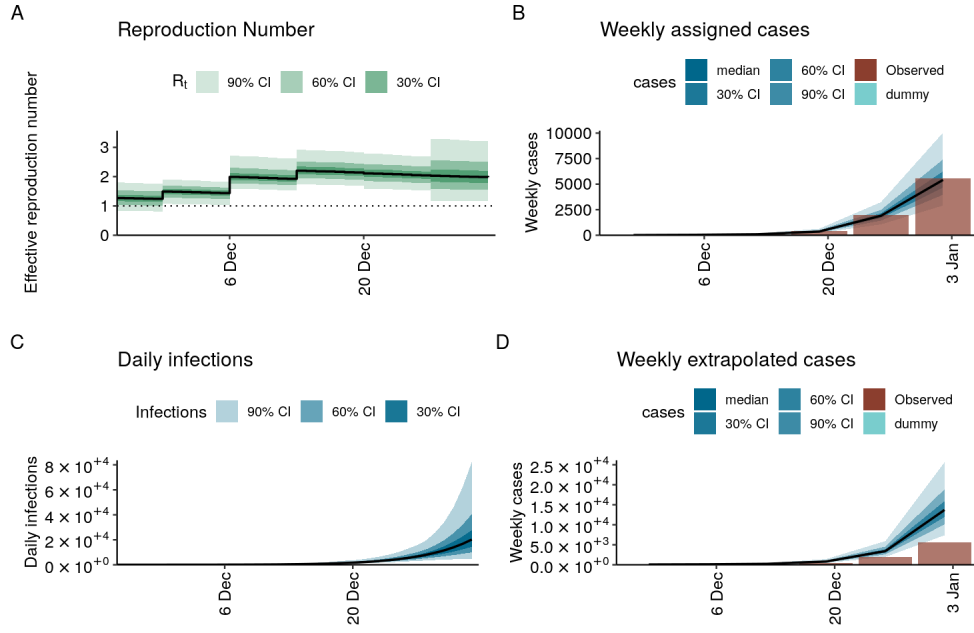 A
Reproduction Number
Rt 90% CI 60% CI 30% CI
Effective reproduction number
3
2
1
0
6 Dec
20 Dec
B
Weekly assigned cases
cases
median 60% CI Observed
30% CI 90% CI dummy
Weekly cases
10000
7500
5000
2500
0
6 Dec
20 Dec
3 Jan
C
Daily infections
Infections 90% CI 60% CI 30% CI
Daily infections
8 × 10⁺⁴
6 × 10⁺⁴
4 × 10⁺⁴
2 × 10⁺⁴
0 × 10⁺⁰
6 Dec
20 Dec
D
Weekly extrapolated cases
cases
median 60% CI Observed
30% CI 90% CI dummy
Weekly cases
2.5 × 10⁺⁴
2.0 × 10⁺⁴
1.5 × 10⁺⁴
1.0 × 10⁺⁴
5.0 × 10⁺³
0.0 × 10⁺⁰
6 Dec
20 Dec
3 Jan